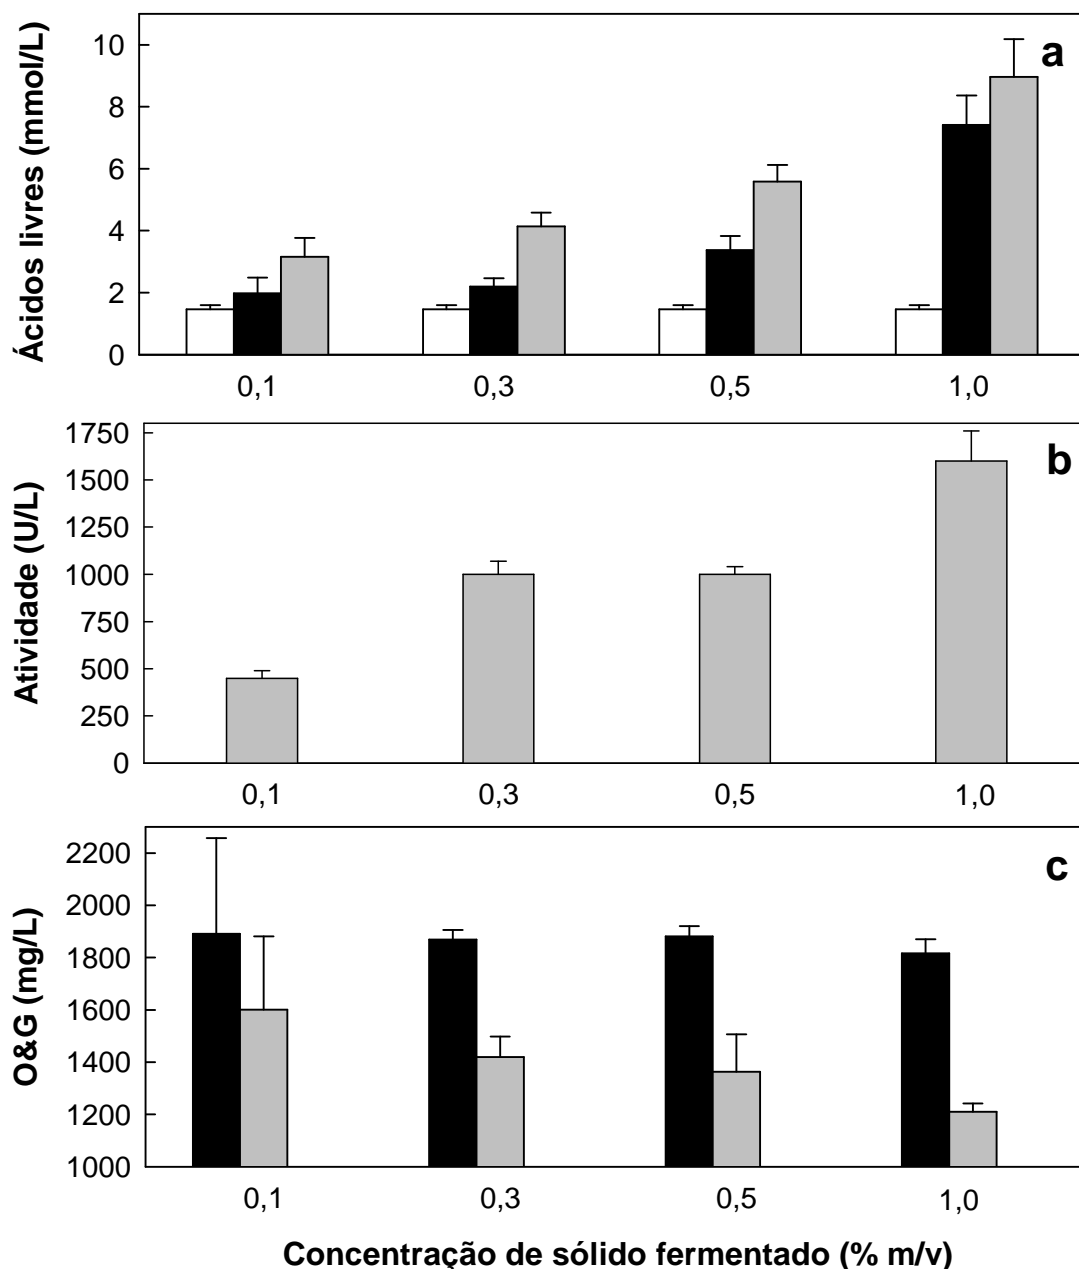 a
Ácidos livres (mmol/L)
10
8
6
4
2
0
0,1 0,3 0,5 1,0
b
Atividade (U/L)
1750
1500
1250
1000
750
500
250
0
0,1 0,3 0,5 1,0
c
O&G (mg/L)
2200
2000
1800
1600
1400
1200
1000
0,1 0,3 0,5 1,0
Concentração de sólido fermentado (% m/v)